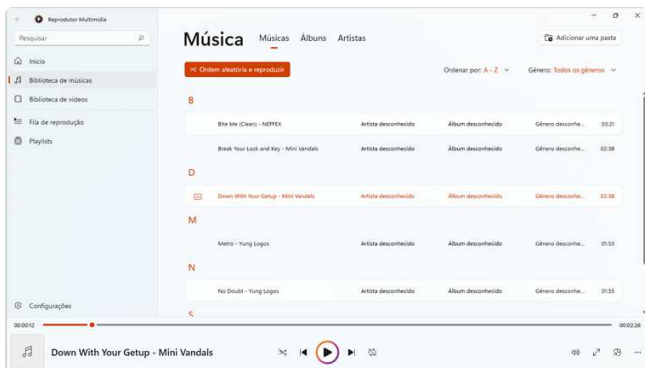 Reprodutor Multimídia
Pesquisar
Início
Biblioteca de músicas
Biblioteca de vídeos
Fila de reprodução
Playlists
Configurações
Música Músicas Álbuns Artistas
Adicionar uma pasta
Ordem aleatória e reproduzir
Ordenar por: A - Z Gênero: Todos os gêneros
B
Bite Me (Clean) - NEFFEX Artista desconhecido Álbum desconhecido Gênero desconhe... 03:21
Break Your Lock and Key - Mini Vandals Artista desconhecido Álbum desconhecido Gênero desconhe... 02:38
D
Down With Your Getup - Mini Vandals Artista desconhecido Álbum desconhecido Gênero desconhe... 02:38
M
Metro - Yung Logos Artista desconhecido Álbum desconhecido Gênero desconhe... 01:53
N
No Doubt - Yung Logos Artista desconhecido Álbum desconhecido Gênero desconhe... 01:55
S
00:00:12 00:02:26
Down With Your Getup - Mini Vandals